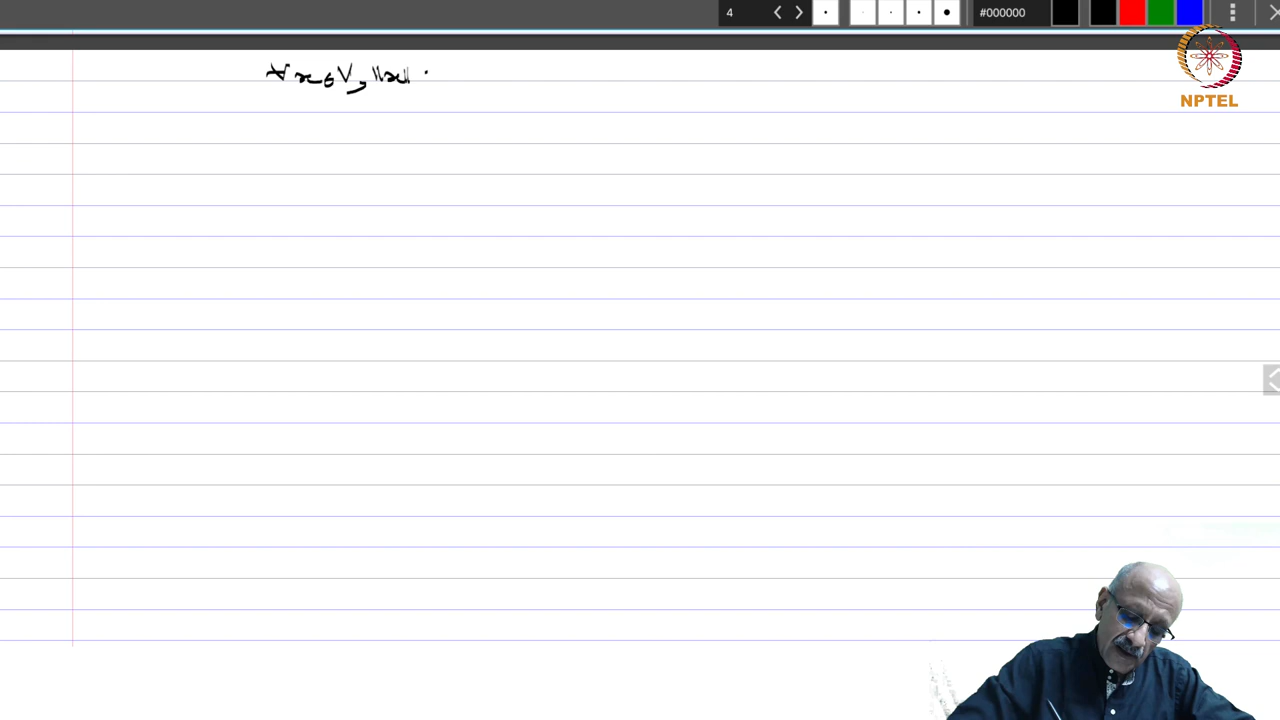 4
#000000
NPTEL
∀ x ∈ V, ||x||